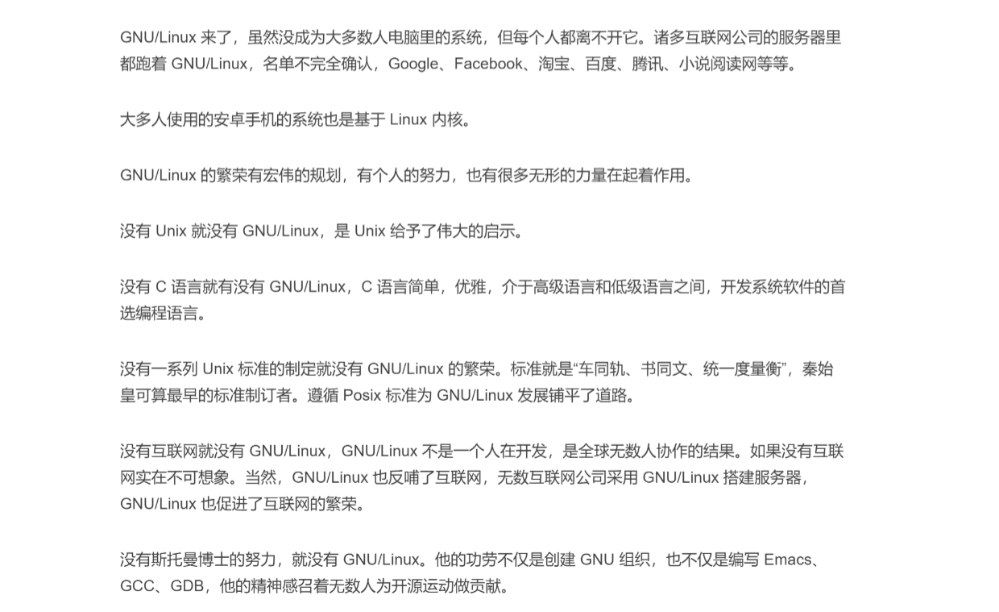 GNU/Linux 来了，虽然没成为大多数人电脑里的系统，但每个人都离不开它。诸多互联网公司的服务器里
都跑着 GNU/Linux，名单不完全确认，Google、Facebook、淘宝、百度、腾讯、小说阅读网等等。
大多人使用的安卓手机的系统也是基于 Linux 内核。
GNU/Linux 的繁荣有宏伟的规划，有个人的努力，也有很多无形的力量在起着作用。
没有 Unix 就没有 GNU/Linux，是 Unix 给予了伟大的启示。
没有 C 语言就有没有 GNU/Linux，C 语言简单，优雅，介于高级语言和低级语言之间，开发系统软件的首
选编程语言。
没有一系列 Unix 标准的制定就没有 GNU/Linux 的繁荣。标准就是“车同轨、书同文、统一度量衡”，秦始
皇可算最早的标准制订者。遵循 Posix 标准为 GNU/Linux 发展铺平了道路。
没有互联网就没有 GNU/Linux，GNU/Linux 不是一个人在开发，是全球无数人协作的结果。如果没有互联
网实在不可想象。当然，GNU/Linux 也反哺了互联网，无数互联网公司采用 GNU/Linux 搭建服务器，
GNU/Linux 也促进了互联网的繁荣。
没有斯托曼博士的努力，就没有 GNU/Linux。他的功劳不仅是创建 GNU 组织，也不仅是编写 Emacs、
GCC、GDB，他的精神感召着无数人为开源运动做贡献。